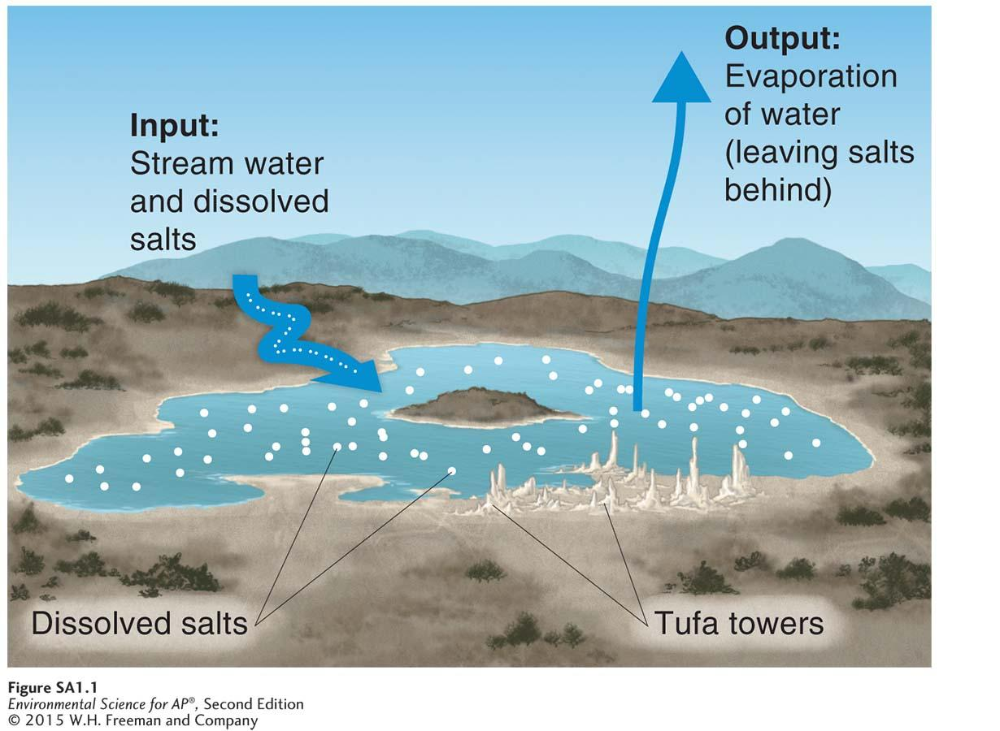 Input:
Stream water
and dissolved
salts
Output:
Evaporation
of water
(leaving salts
behind)
Dissolved salts
Tufa towers
Figure SA1.1
Environmental Science for AP®, Second Edition
© 2015 W.H. Freeman and Company